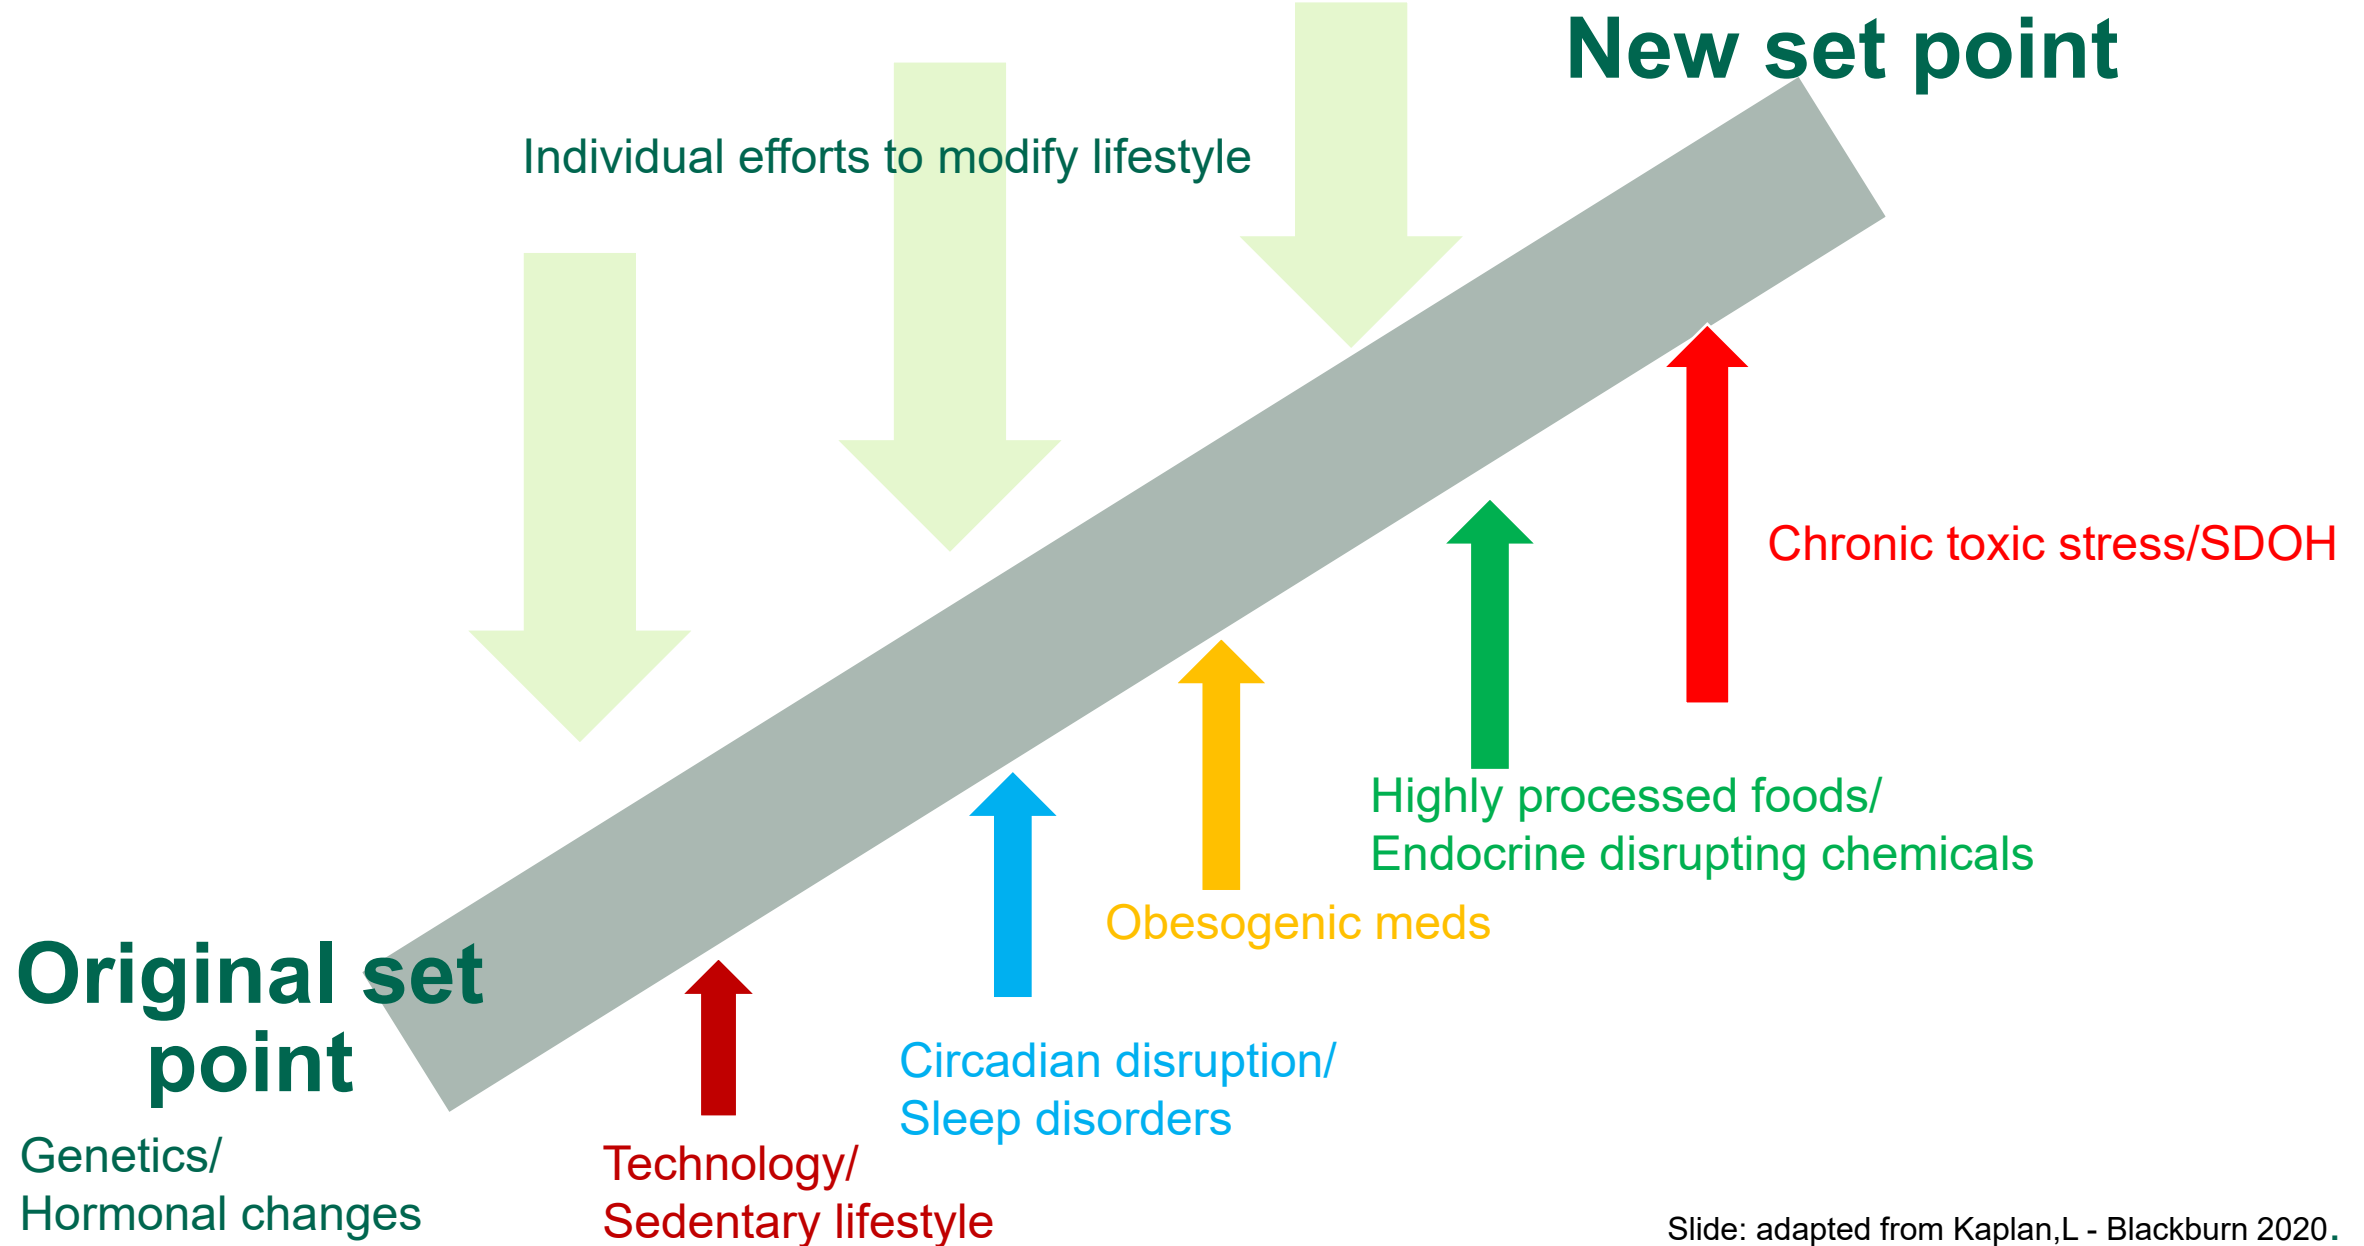 New set point
Individual efforts to modify lifestyle
Chronic toxic stress/SDOH
Highly processed foods/
Endocrine disrupting chemicals
Obesogenic meds
Original set
point
Circadian disruption/
Sleep disorders
Genetics/
Hormonal changes
Technology/
Sedentary lifestyle
Slide: adapted from Kaplan,L - Blackburn 2020.